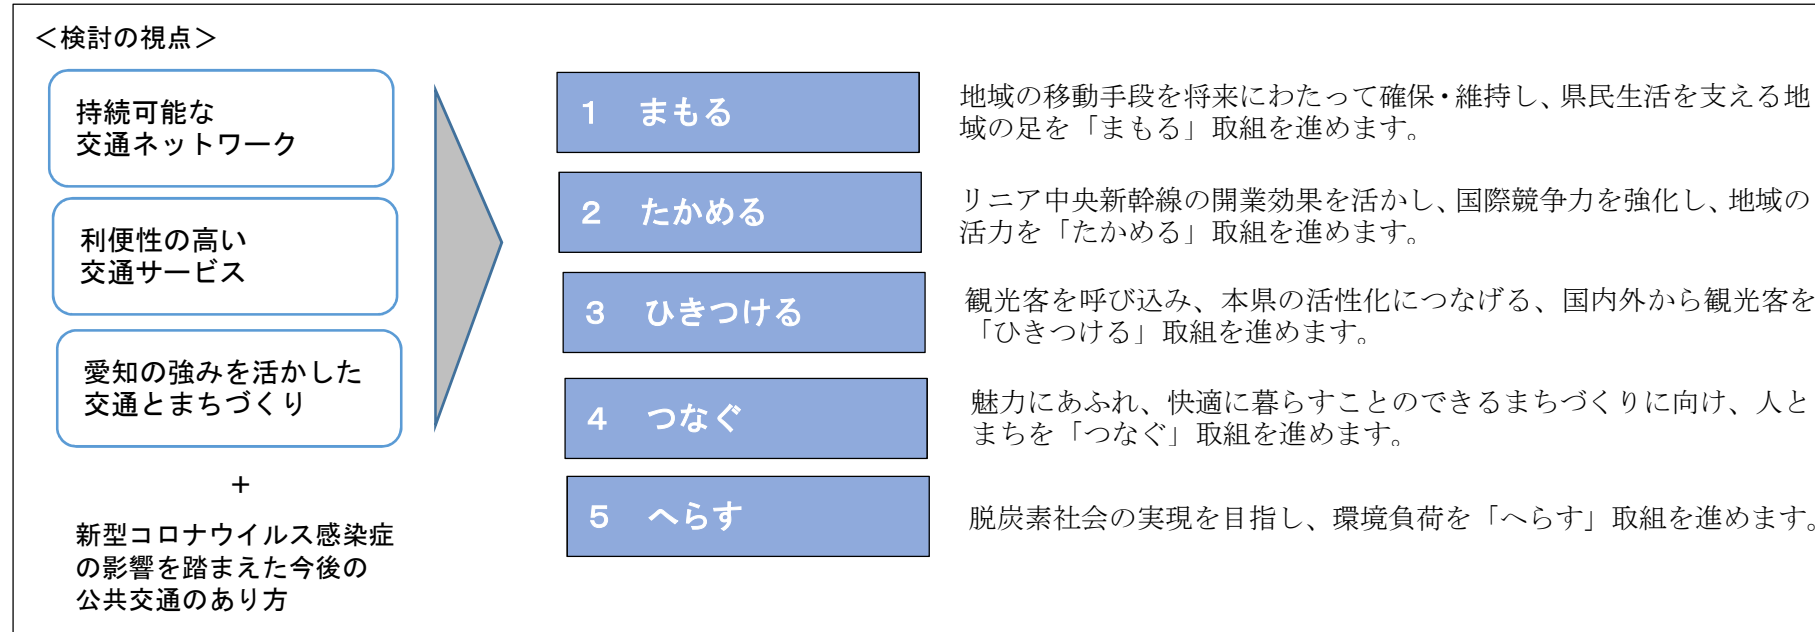 ＜検討の視点＞
持続可能な
交通ネットワーク
利便性の高い
交通サービス
愛知の強みを活かした
交通とまちづくり
+
新型コロナウイルス感染症
の影響を踏まえた今後の
公共交通のあり方
１　まもる
地域の移動手段を将来にわたって確保・維持し、県民生活を支える地
域の足を「まもる」取組を進めます。
２　たかめる
リニア中央新幹線の開業効果を活かし、国際競争力を強化し、地域の
活力を「たかめる」取組を進めます。
３　ひきつける
観光客を呼び込み、本県の活性化につなげる、国内外から観光客を
「ひきつける」取組を進めます。
４　つなぐ
魅力にあふれ、快適に暮らすことのできるまちづくりに向け、人と
まちを「つなぐ」取組を進めます。
５　へらす
脱炭素社会の実現を目指し、環境負荷を「へらす」取組を進めます。